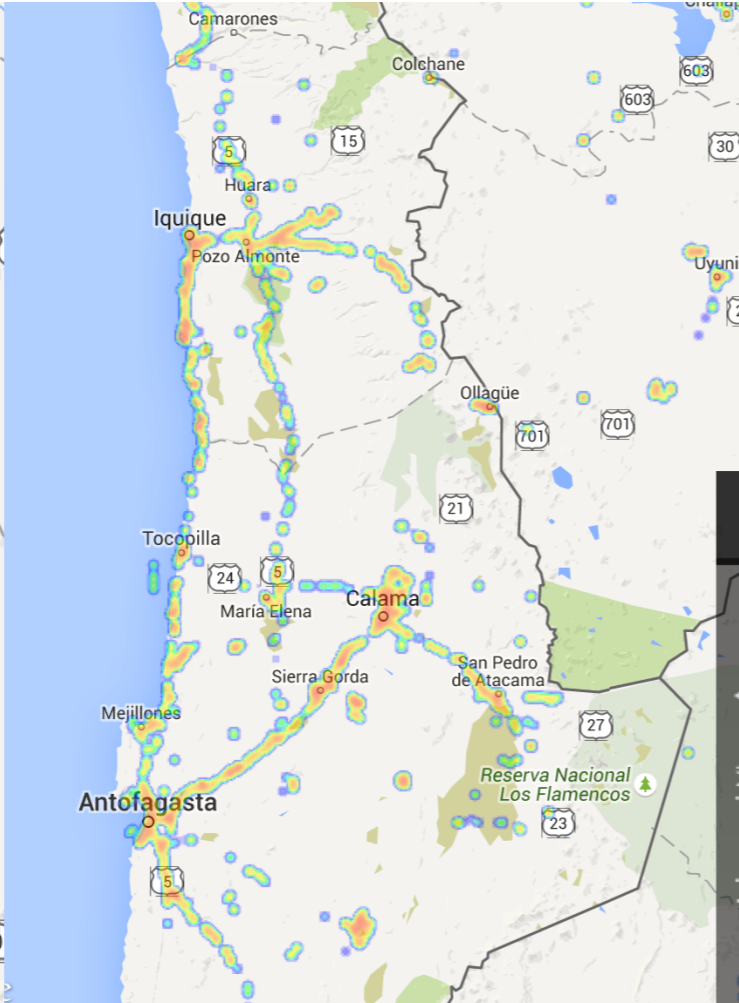 Camarones
Colchane
603
603
15
30
5
Huara
Iquique
Pozo Almonte
Uyuni
Ollagüe
701
701
21
Tocopilla
24
5
María Elena
Calama
San Pedro
de Atacama
Sierra Gorda
Mejillones
27
Reserva Nacional
Los Flamencos
Antofagasta
23
5